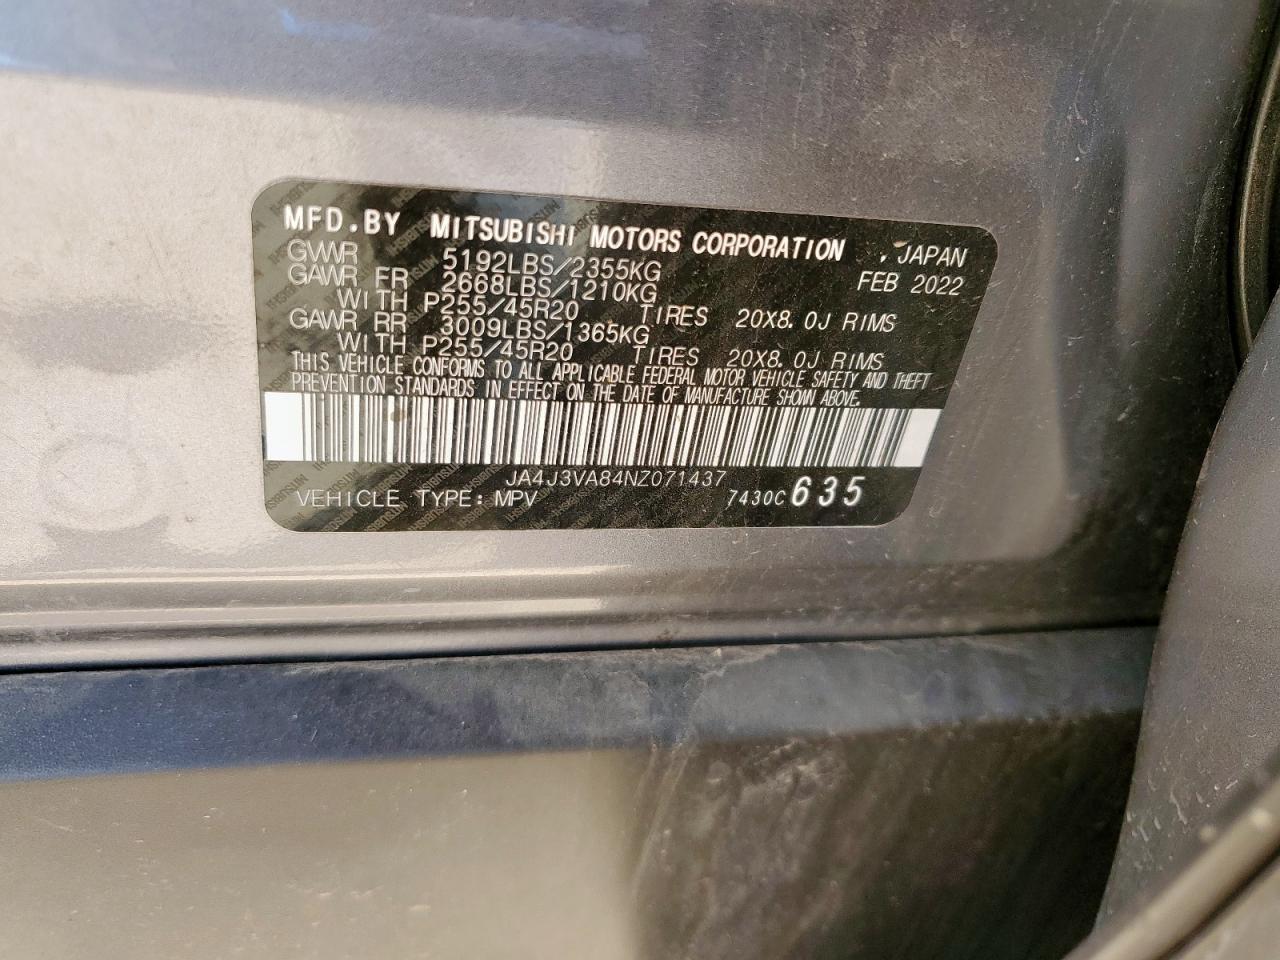 MFD.BY MITSUBISHI MOTORS CORPORATION , JAPAN
GVWR 5192LBS/2355KG FEB 2022
GAWR FR 2668LBS/1210KG
WITH P255/45R20 TIRES 20X8.0J RIMS
GAWR RR 3009LBS/1365KG
WITH P255/45R20 TIRES 20X8.0J RIMS
THIS VEHICLE CONFORMS TO ALL APPLICABLE FEDERAL MOTOR VEHICLE SAFETY AND THEFT
PREVENTION STANDARDS IN EFFECT ON THE DATE OF MANUFACTURE SHOWN ABOVE.
JA4J3VA84NZ071437
VEHICLE TYPE: MPV 7430C 635